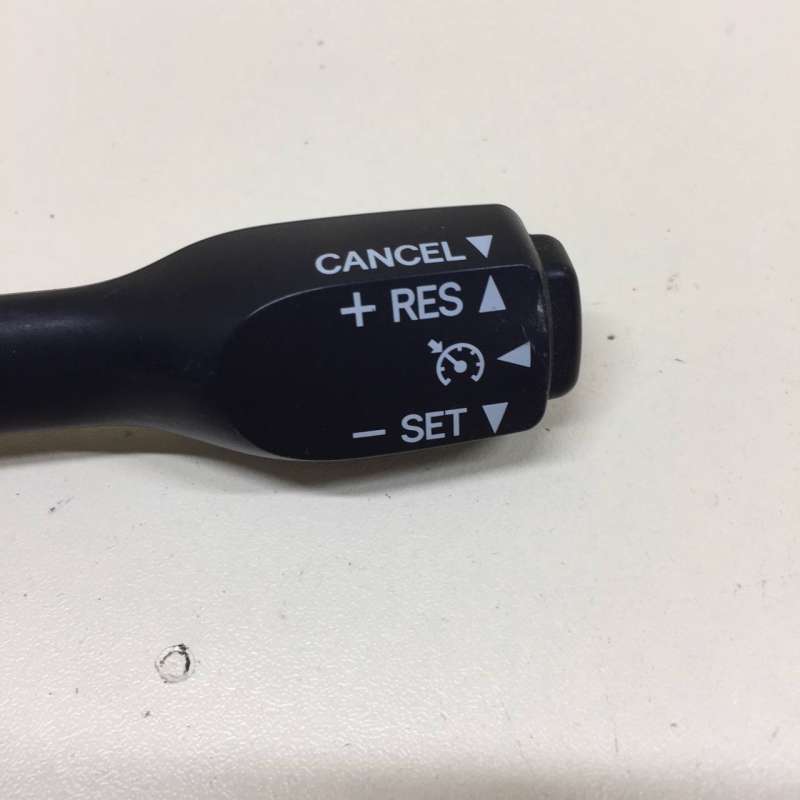 CANCEL ▼
+ RES ▲
◀
− SET ▼